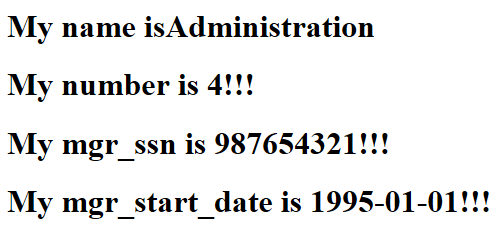 My name isAdministration
My number is 4!!!
My mgr_ssn is 987654321!!!
My mgr_start_date is 1995-01-01!!!